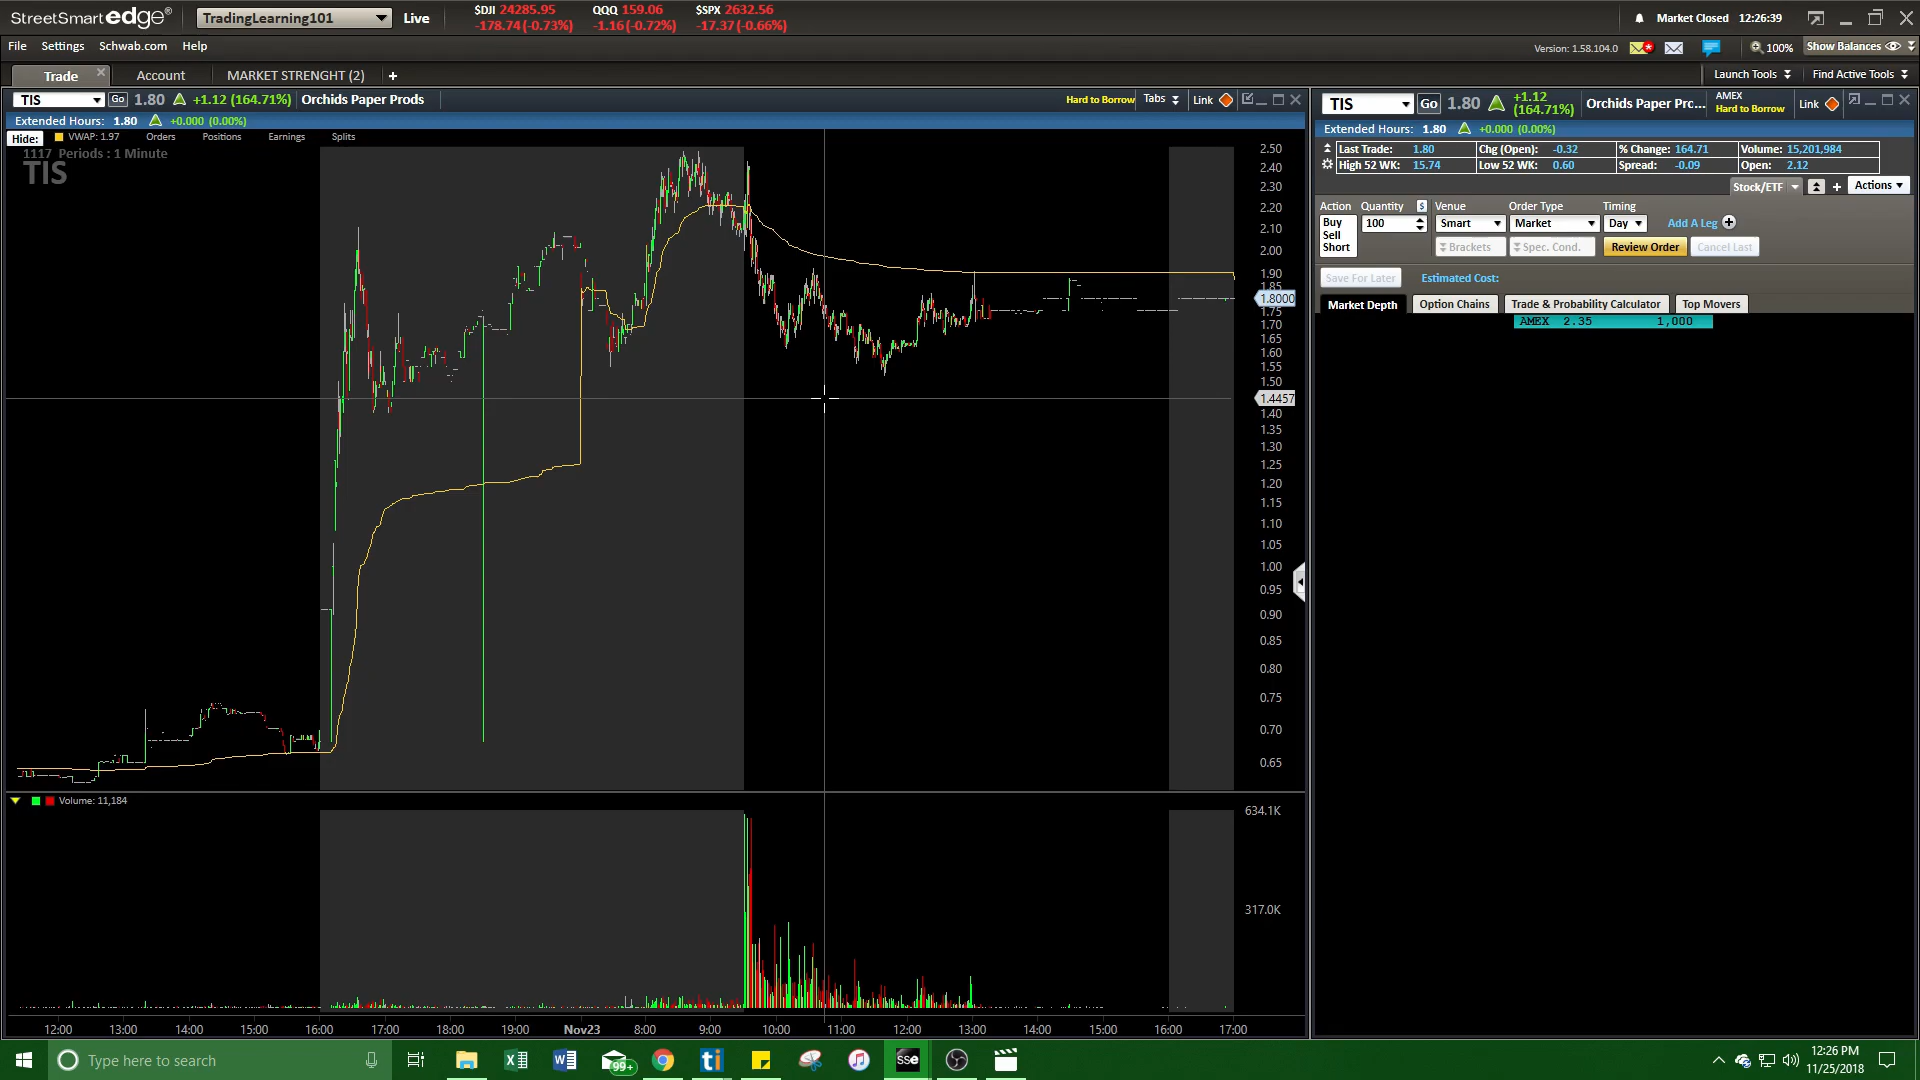 StreetSmart edge®
TradingLearning101
Live
$DJI 24285.95
-178.74 (-0.73%)
QQQ 159.06
-1.16 (-0.72%)
$SPX 2632.56
-17.37 (-0.66%)
Market Closed 12:26:39
File Settings Schwab.com Help
Version: 1.58.104.0
100%
Show Balances
Trade
Account
MARKET STRENGHT (2)
+
Launch Tools
Find Active Tools
TIS Go 1.80 +1.12 (164.71%) Orchids Paper Prods
Hard to Borrow Tabs Link
Extended Hours: 1.80 +0.000 (0.00%)
Hide: VWAP: 1.97 Orders Positions Earnings Splits
1117 Periods : 1 Minute
TIS
2.50
2.40
2.30
2.20
2.10
2.00
1.90
1.85
1.8000
1.75
1.70
1.65
1.60
1.55
1.50
1.4457
1.40
1.35
1.30
1.25
1.20
1.15
1.10
1.05
1.00
0.95
0.90
0.85
0.80
0.75
0.70
0.65
Volume: 11,184
634.1K
317.0K
12:00 13:00 14:00 15:00 16:00 17:00 18:00 19:00 Nov23 8:00 9:00 10:00 11:00 12:00 13:00 14:00 15:00 16:00 17:00
TIS Go 1.80 +1.12 (164.71%) Orchids Paper Prc... AMEX Hard to Borrow Link
Extended Hours: 1.80 +0.000 (0.00%)
Last Trade: 1.80 Chg (Open): -0.32 % Change: 164.71 Volume: 15,201,984
High 52 WK: 15.74 Low 52 WK: 0.60 Spread: -0.09 Open: 2.12
Stock/ETF + Actions
Action Quantity $ Venue Order Type Timing
Buy
Sell
Short
100 Smart Market Day Add A Leg
Brackets Spec. Cond. Review Order Cancel Last
Save For Later Estimated Cost:
Market Depth Option Chains Trade & Probability Calculator Top Movers
AMEX 2.35 1,000
Type here to search
99+
SSe
12:26 PM
11/25/2018